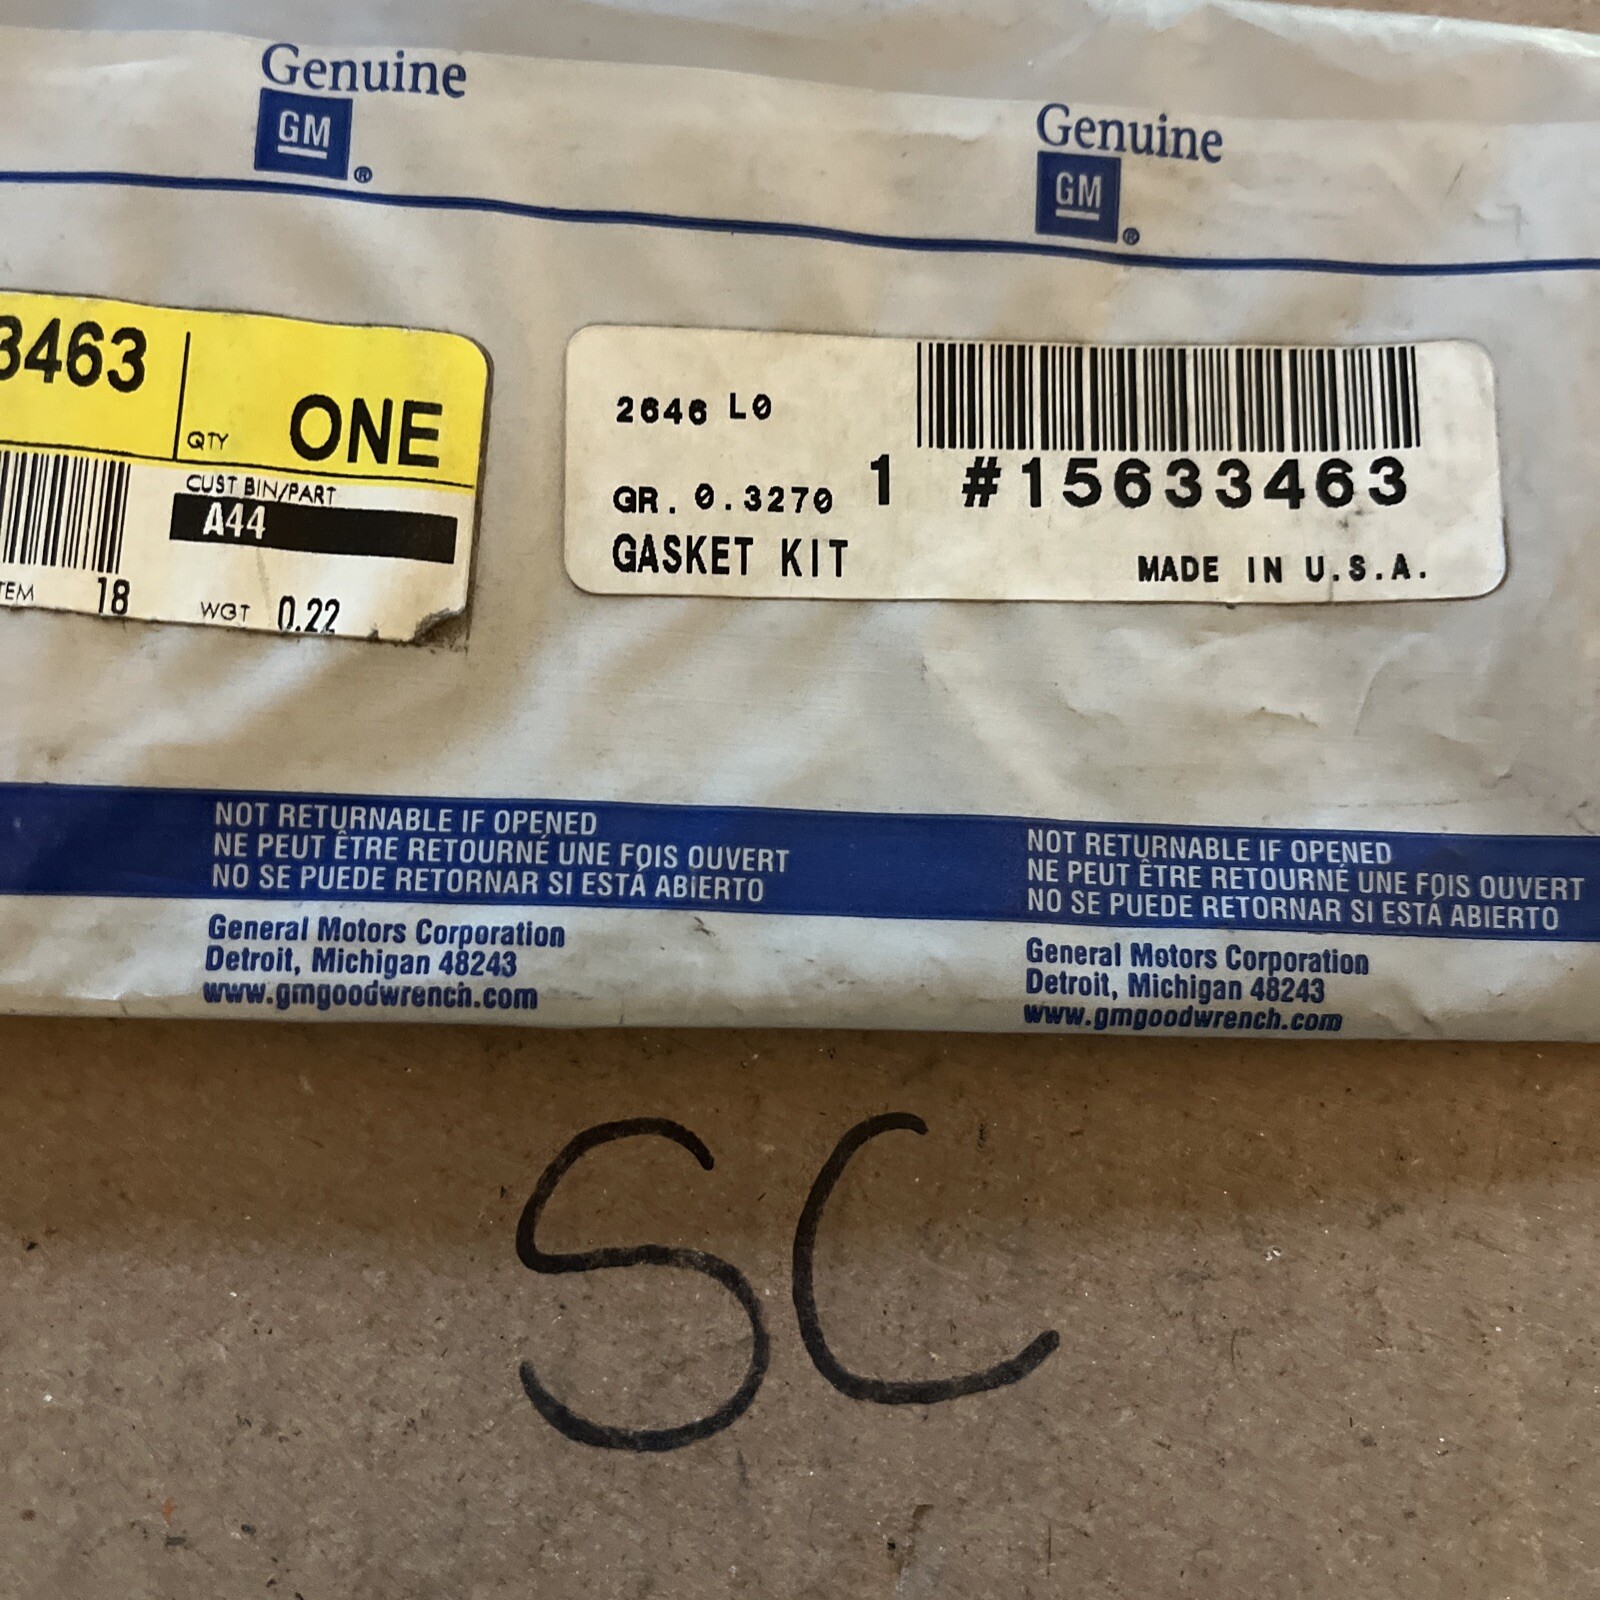 Genuine
GM
®
Genuine
GM
®
3463
QTY
ONE
CUST BIN/PART
A44
18
WGT 0.22
2646 L0
GR. 0.3270
1 #15633463
GASKET KIT
MADE IN U.S.A.
NOT RETURNABLE IF OPENED
NE PEUT ÊTRE RETOURNÉ UNE FOIS OUVERT
NO SE PUEDE RETORNAR SI ESTÁ ABIERTO
General Motors Corporation
Detroit, Michigan 48243
www.gmgoodwrench.com
NOT RETURNABLE IF OPENED
NE PEUT ÊTRE RETOURNÉ UNE FOIS OUVERT
NO SE PUEDE RETORNAR SI ESTÁ ABIERTO
General Motors Corporation
Detroit, Michigan 48243
www.gmgoodwrench.com
SC